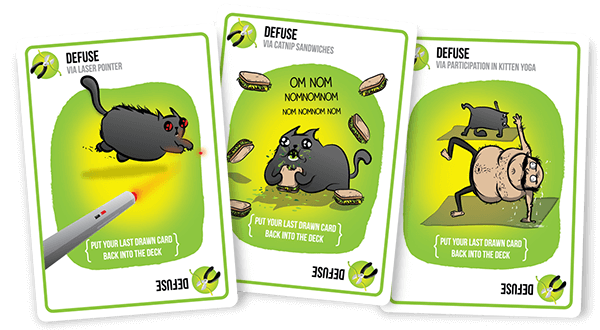 DEFUSE
VIA LASER POINTER
PUT YOUR LAST DRAWN CARD
BACK INTO THE DECK
DEFUSE
DEFUSE
VIA CATNIP SANDWICHES
OM NOM
NOMNOMNOM
NOM NOMNOM NOM
PUT YOUR LAST DRAWN CARD
BACK INTO THE DECK
DEFUSE
DEFUSE
VIA PARTICIPATION IN KITTEN YOGA
PUT YOUR LAST DRAWN CARD
BACK INTO THE DECK
DEFUSE